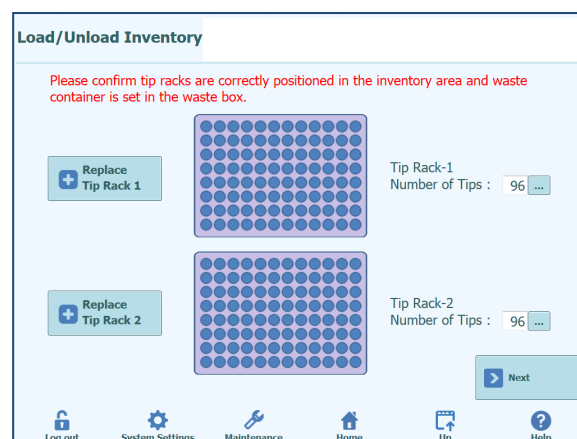 Load/Unload Inventory
Please confirm tip racks are correctly positioned in the inventory area and waste
container is set in the waste box.
Replace
Tip Rack 1
Tip Rack-1
Number of Tips : 96 ...
Replace
Tip Rack 2
Tip Rack-2
Number of Tips : 96 ...
Next
Log out System Settings Maintenance Home Up Help